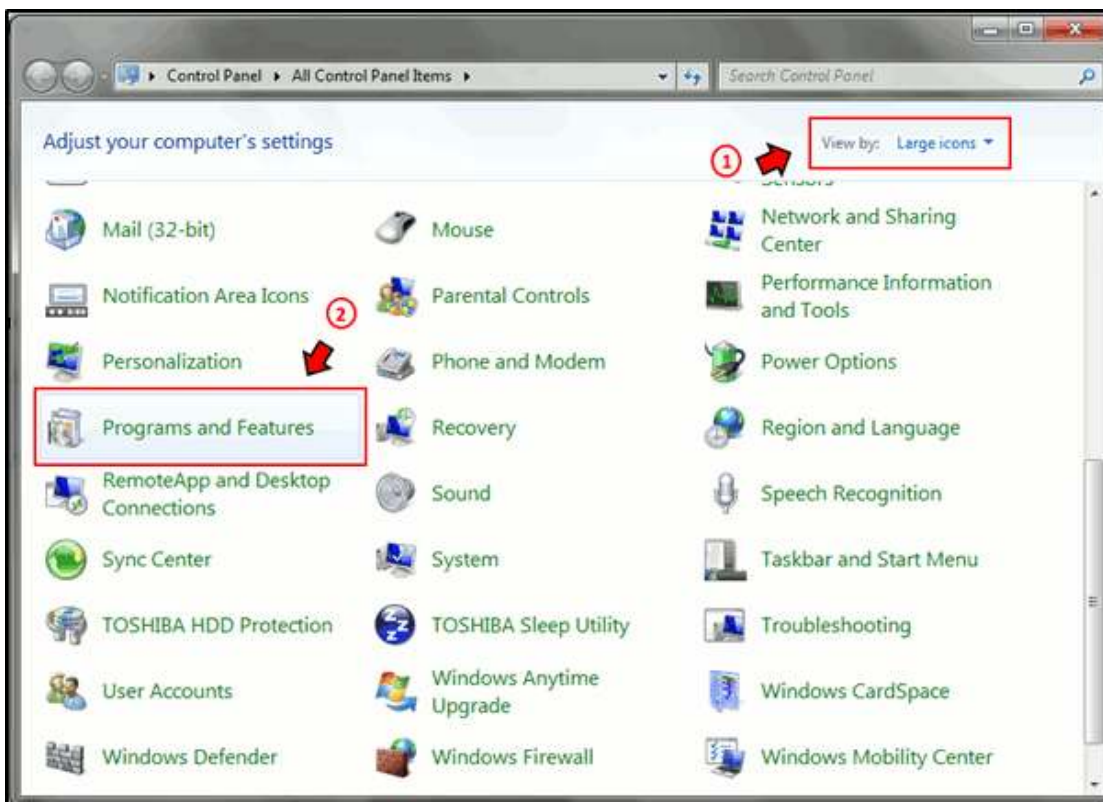 Control Panel ▸ All Control Panel Items ▸
Search Control Panel
Adjust your computer's settings
1
View by: Large icons
Sensors
Mail (32-bit)
Mouse
Network and Sharing
Center
Notification Area Icons
2
Parental Controls
Performance Information
and Tools
Personalization
Phone and Modem
Power Options
Programs and Features
Recovery
Region and Language
RemoteApp and Desktop
Connections
Sound
Speech Recognition
Sync Center
System
Taskbar and Start Menu
TOSHIBA HDD Protection
ZZZ
TOSHIBA Sleep Utility
Troubleshooting
User Accounts
Windows Anytime
Upgrade
Windows CardSpace
Windows Defender
Windows Firewall
Windows Mobility Center